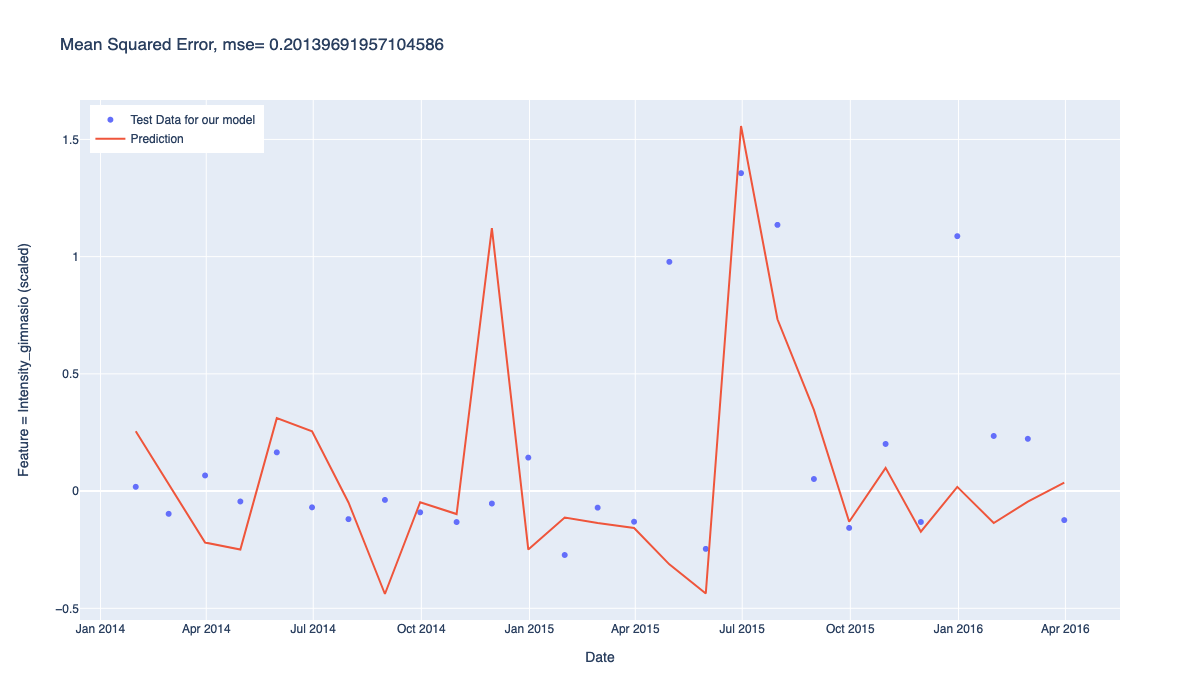 Mean Squared Error, mse= 0.20139691957104586
Test Data for our model
Prediction
Feature = Intensity_gimnasio (scaled)
1.5
1
0.5
0
−0.5
Jan 2014
Apr 2014
Jul 2014
Oct 2014
Jan 2015
Apr 2015
Jul 2015
Oct 2015
Jan 2016
Apr 2016
Date